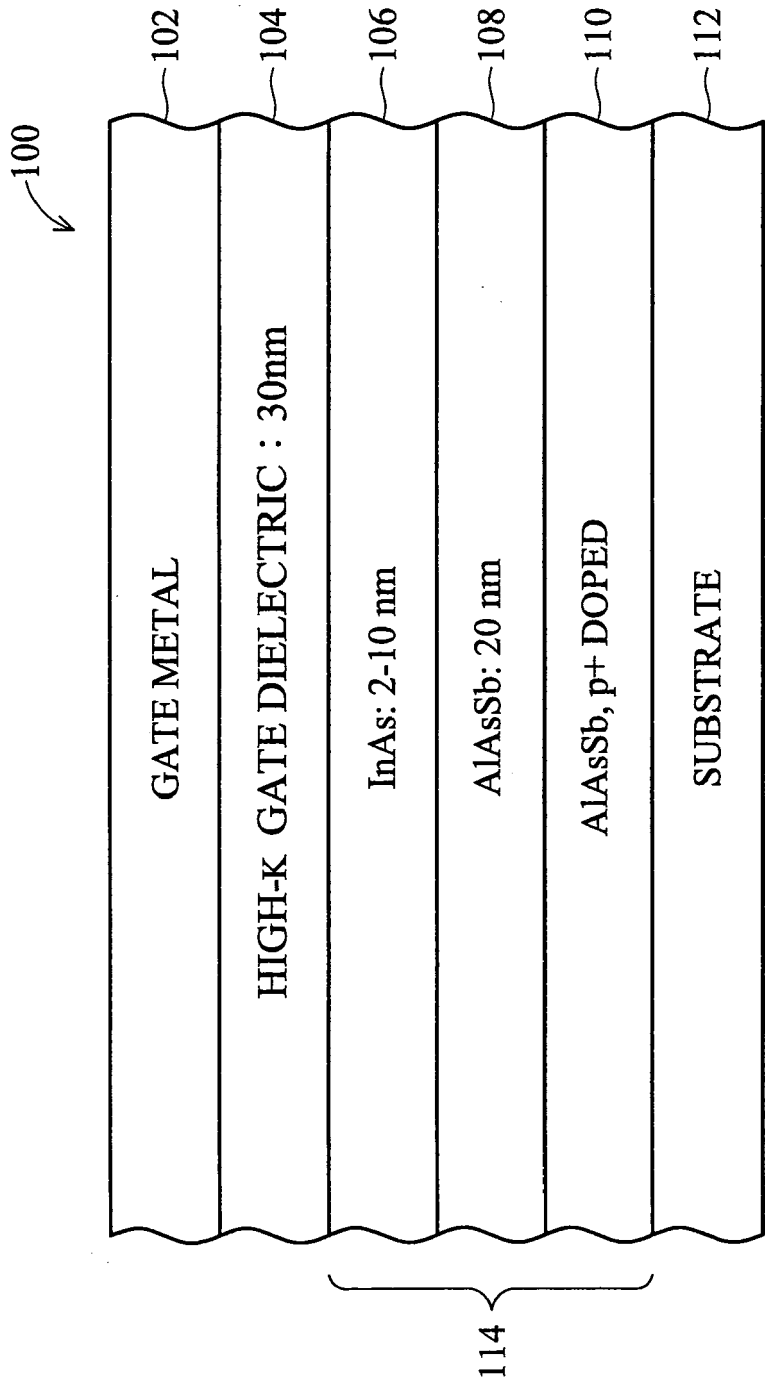 100
GATE METAL
102
HIGH-κ GATE DIELECTRIC : 30nm
104
InAs: 2-10 nm
106
AlAsSb: 20 nm
108
AlAsSb, p+ DOPED
110
SUBSTRATE
112
114